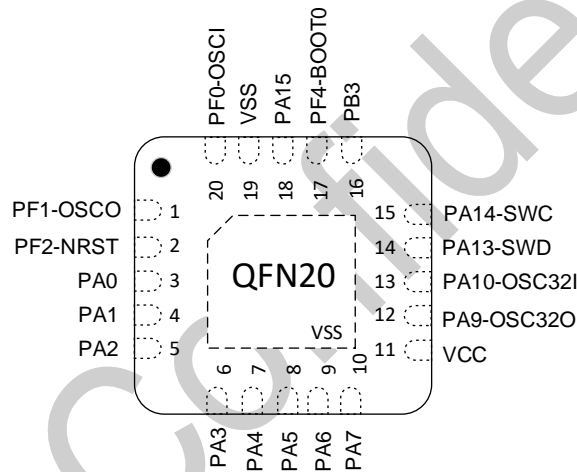 PF0-OSCI
VSS
PA15
PF4-BOOT0
PB3
20
19
18
17
16
PF1-OSCO 1
PF2-NRST 2
PA0 3
PA1 4
PA2 5
15 PA14-SWC
14 PA13-SWD
13 PA10-OSC32I
12 PA9-OSC32O
11 VCC
QFN20
VSS
6
7
8
9
10
PA3
PA4
PA5
PA6
PA7
Confide